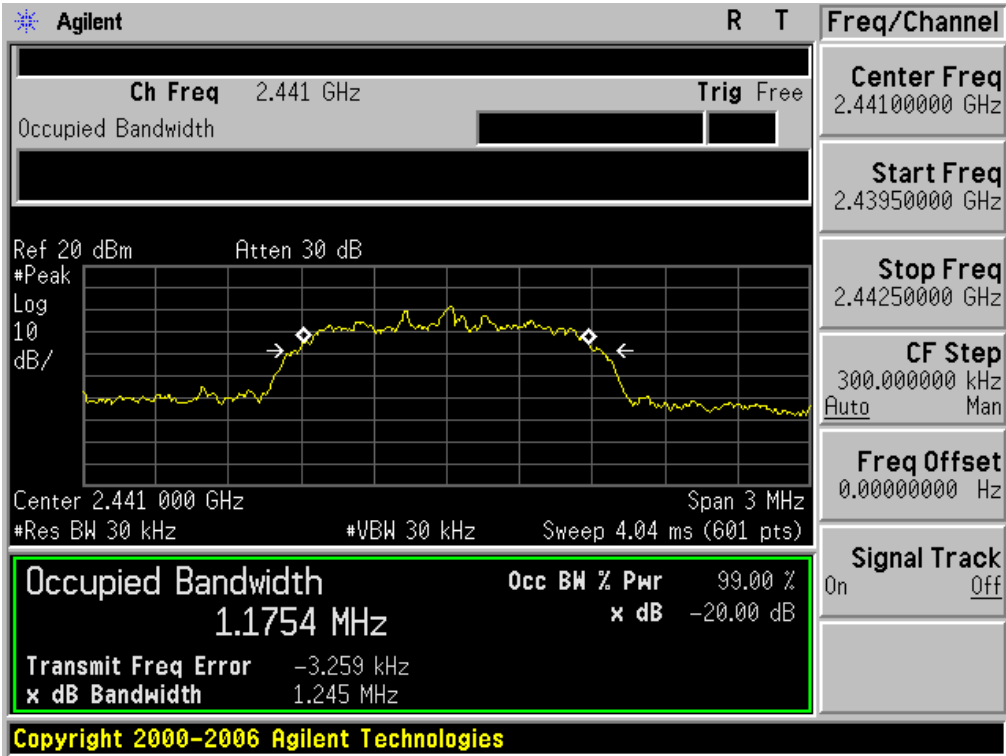 Agilent R T
Freq/Channel
Ch Freq 2.441 GHz Trig Free
Occupied Bandwidth
Center Freq
2.44100000 GHz
Start Freq
2.43950000 GHz
Stop Freq
2.44250000 GHz
CF Step
300.000000 kHz
Auto Man
Freq Offset
0.00000000 Hz
Signal Track
On Off
Ref 20 dBm Atten 30 dB
#Peak
Log
10
dB/
Center 2.441 000 GHz Span 3 MHz
#Res BW 30 kHz #VBW 30 kHz Sweep 4.04 ms (601 pts)
Occupied Bandwidth
1.1754 MHz
Occ BW % Pwr 99.00 %
x dB -20.00 dB
Transmit Freq Error -3.259 kHz
x dB Bandwidth 1.245 MHz
Copyright 2000-2006 Agilent Technologies